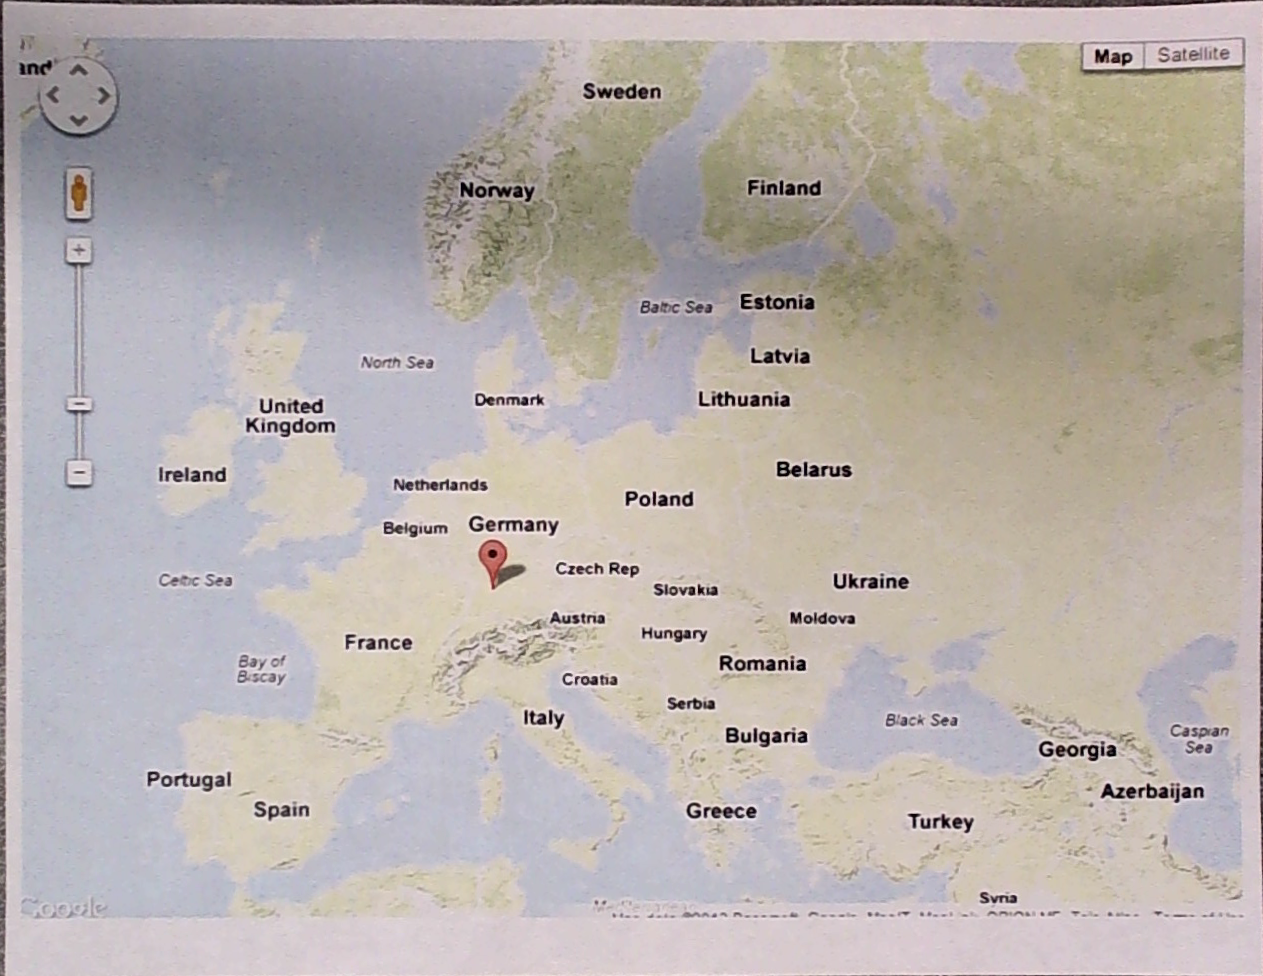 and
Map Satellite
Sweden
Norway
Finland
Baltic Sea
Estonia
North Sea
Latvia
Denmark
Lithuania
United
Kingdom
Ireland
Belarus
Netherlands
Poland
Belgium
Germany
Celtic Sea
Czech Rep
Slovakia
Ukraine
Austria
Moldova
France
Hungary
Bay of
Biscay
Romania
Croatia
Serbia
Italy
Black Sea
Bulgaria
Caspian
Sea
Georgia
Portugal
Azerbaijan
Spain
Greece
Turkey
Syria
Google